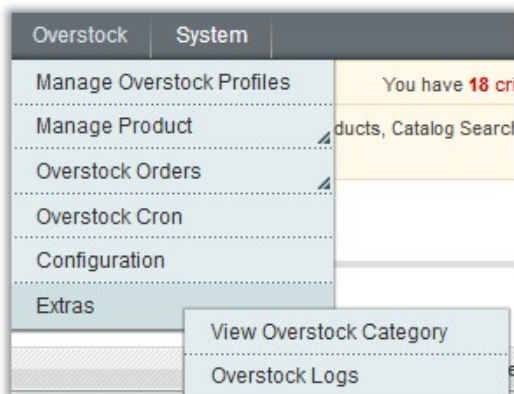 Overstock System
Manage Overstock Profiles
You have 18
Manage Product
Catalog Search
Overstock Orders
Overstock Cron
Configuration
Extras
View Overstock Category
Overstock Logs